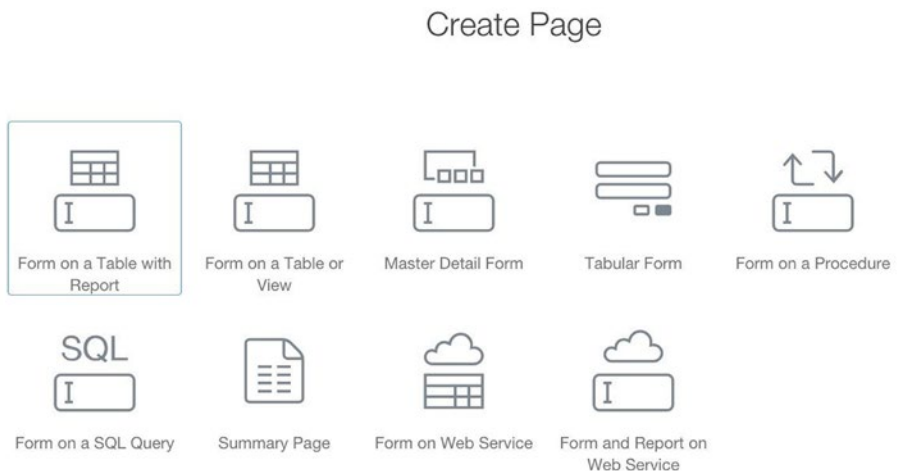 Create Page
Form on a Table with
Report
Form on a Table or
View
Master Detail Form
Tabular Form
Form on a Procedure
SQL
Form on a SQL Query
Summary Page
Form on Web Service
Form and Report on
Web Service